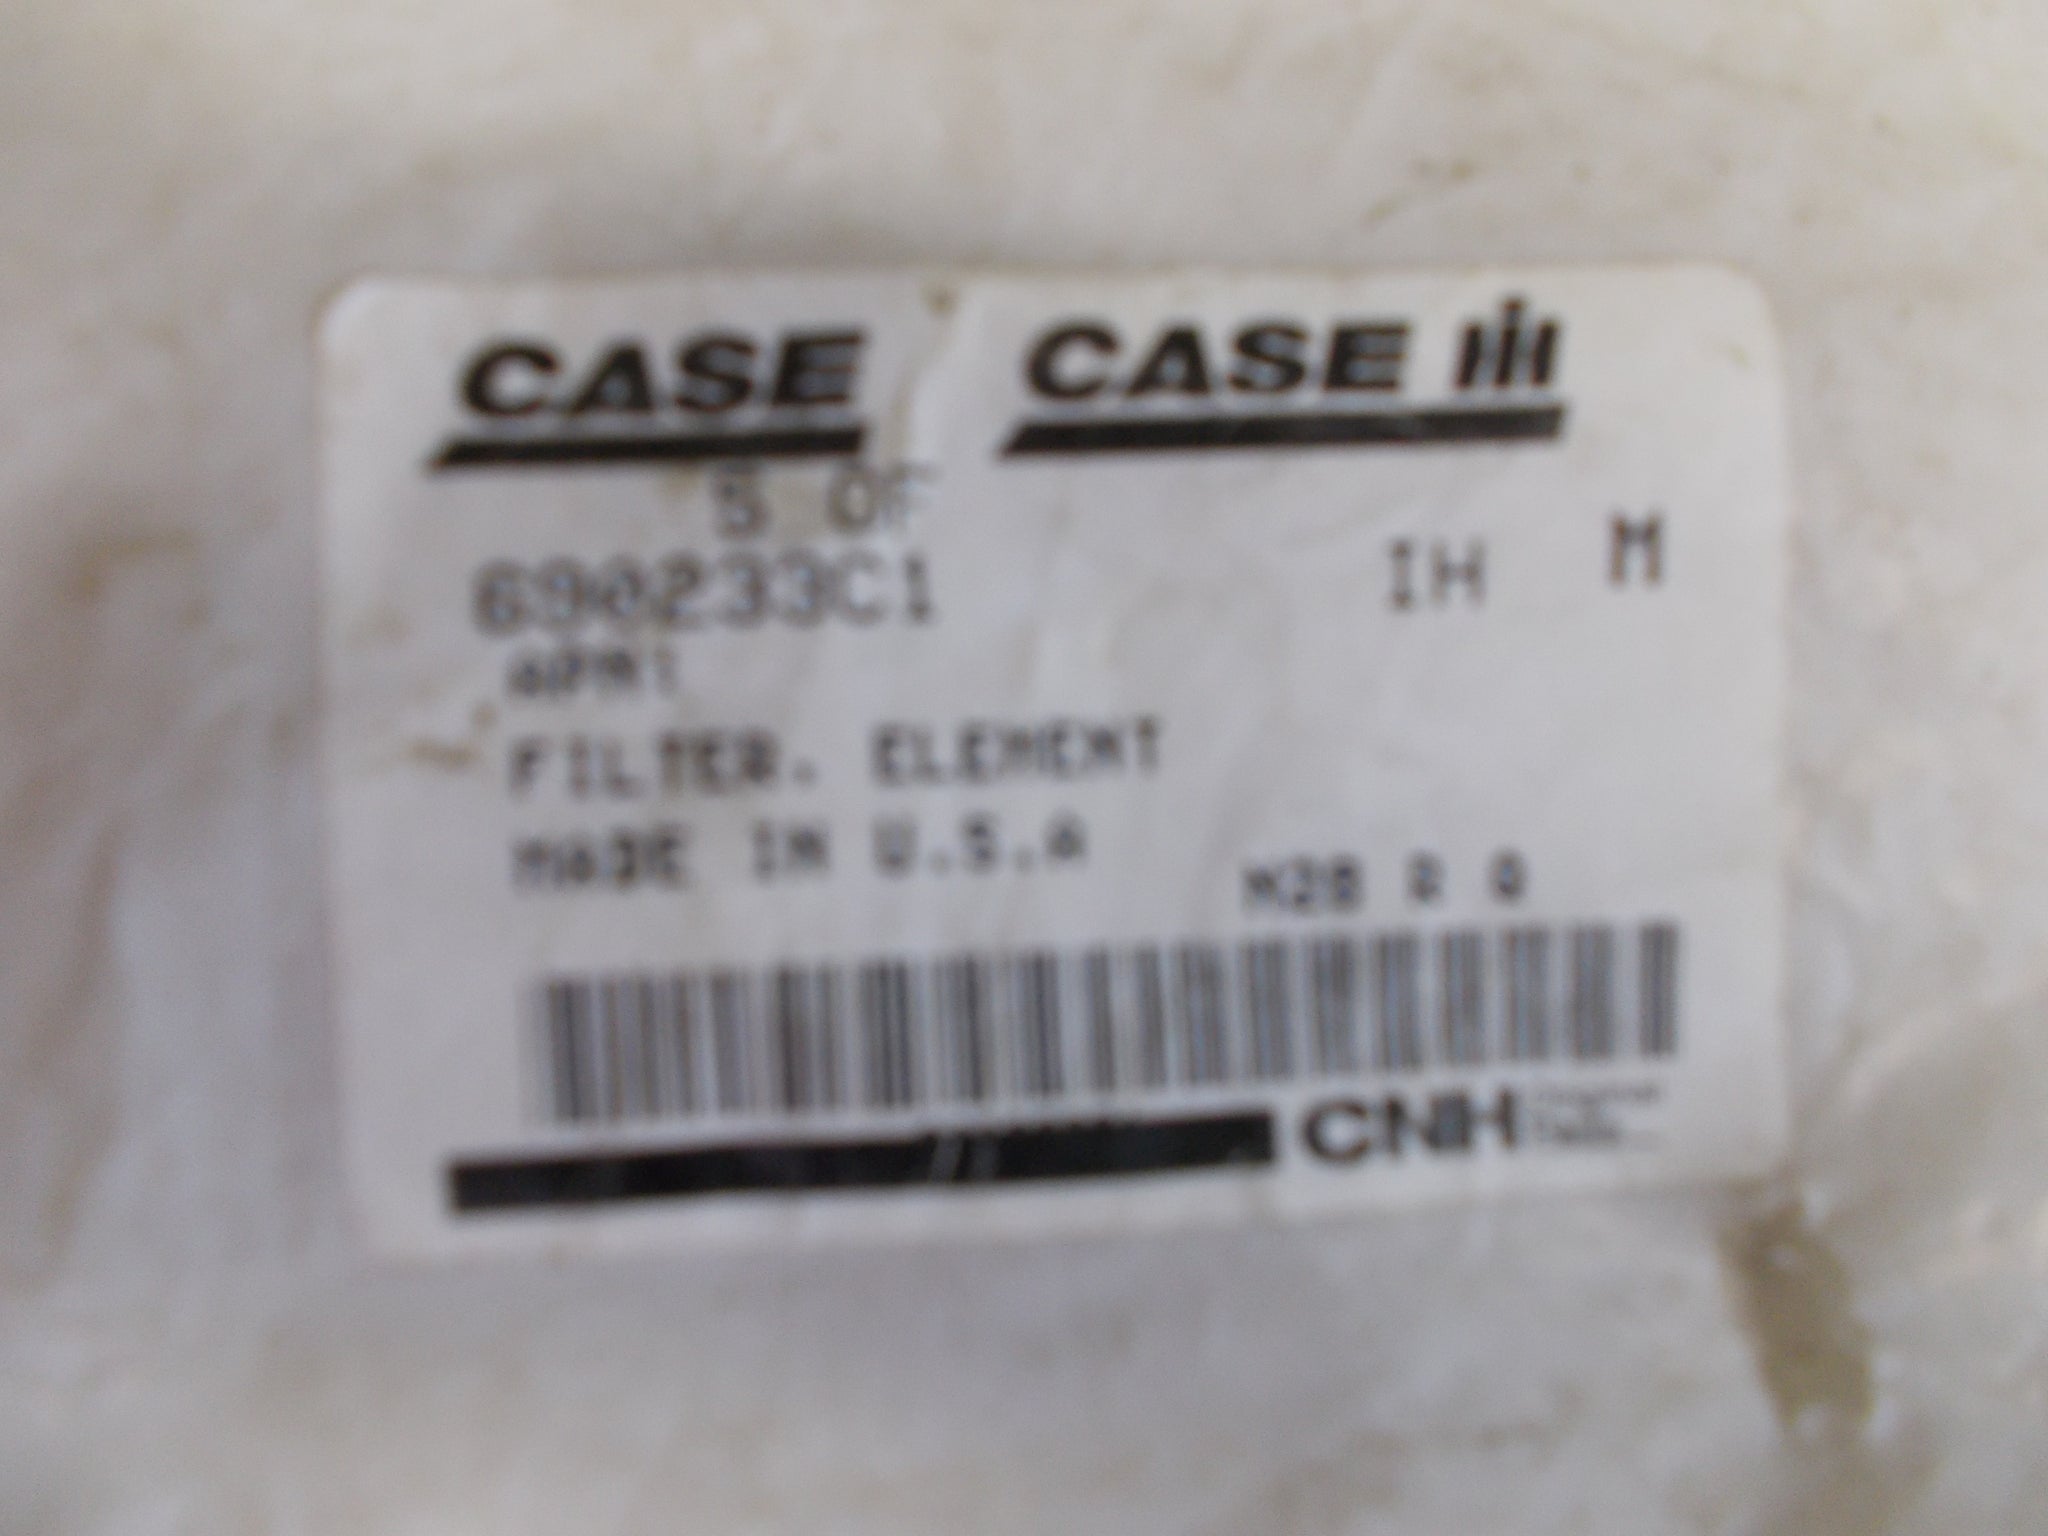 CASE CASE IH
5 OF
690233C1 IH M
FILTER. ELEMENT
MADE IN U.S.A
CNH